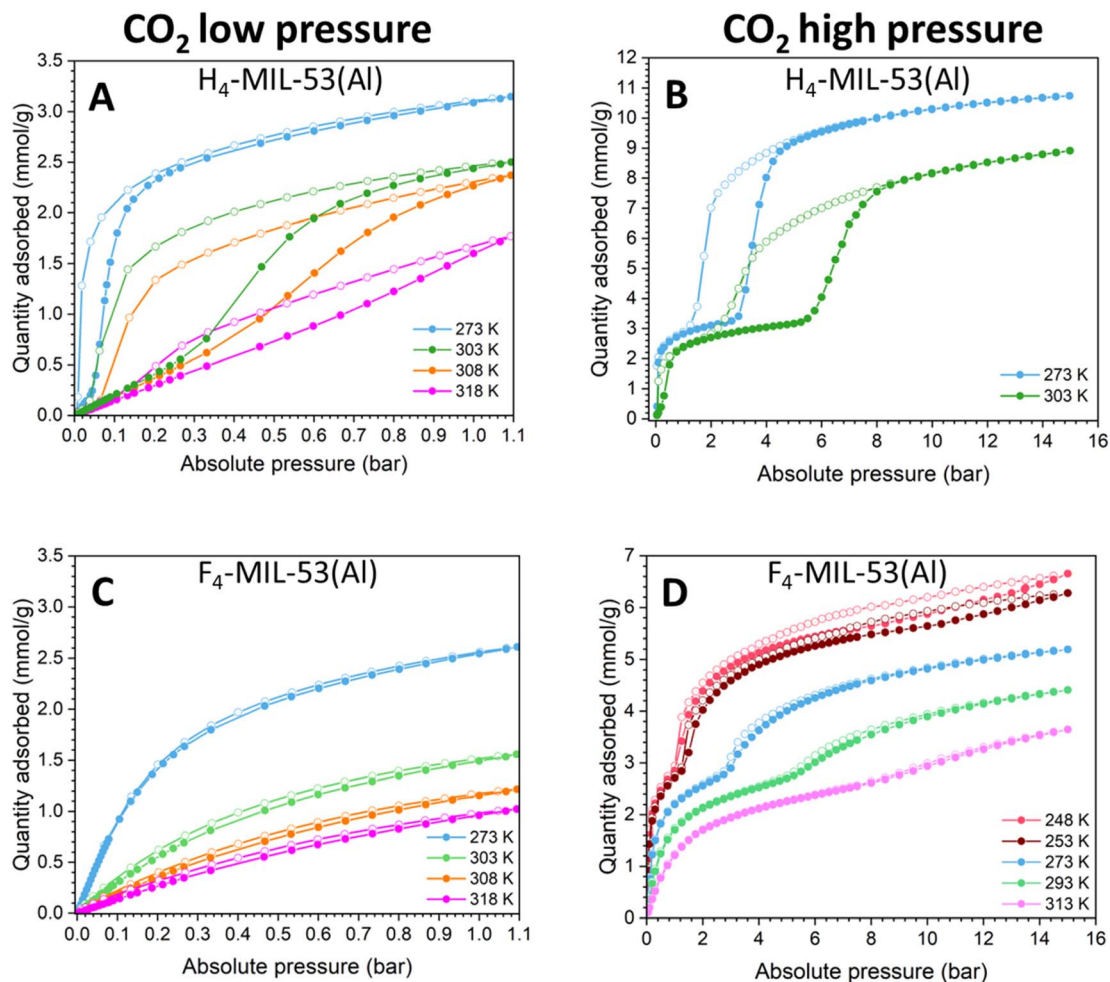 CO₂ low pressure
A
H₄-MIL-53(Al)
Quantity adsorbed (mmol/g)
3.5
3.0
2.5
2.0
1.5
1.0
0.5
0.0
273 K
303 K
308 K
318 K
0.0 0.1 0.2 0.3 0.4 0.5 0.6 0.7 0.8 0.9 1.0 1.1
Absolute pressure (bar)
CO₂ high pressure
B
H₄-MIL-53(Al)
Quantity adsorbed (mmol/g)
12
11
10
9
8
7
6
5
4
3
2
1
0
273 K
303 K
0 2 4 6 8 10 12 14 16
Absolute pressure (bar)
C
F₄-MIL-53(Al)
Quantity adsorbed (mmol/g)
3.5
3.0
2.5
2.0
1.5
1.0
0.5
0.0
273 K
303 K
308 K
318 K
0.0 0.1 0.2 0.3 0.4 0.5 0.6 0.7 0.8 0.9 1.0 1.1
Absolute pressure (bar)
D
F₄-MIL-53(Al)
Quantity adsorbed (mmol/g)
7
6
5
4
3
2
1
0
248 K
253 K
273 K
293 K
313 K
0 2 4 6 8 10 12 14 16
Absolute pressure (bar)